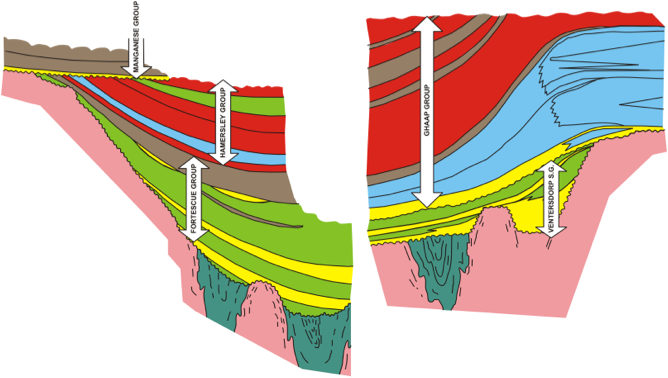 MANGANESE GROUP
HAMERSLEY GROUP
FORTESCUE GROUP
GHAAP GROUP
VENTERSDORP S.G.